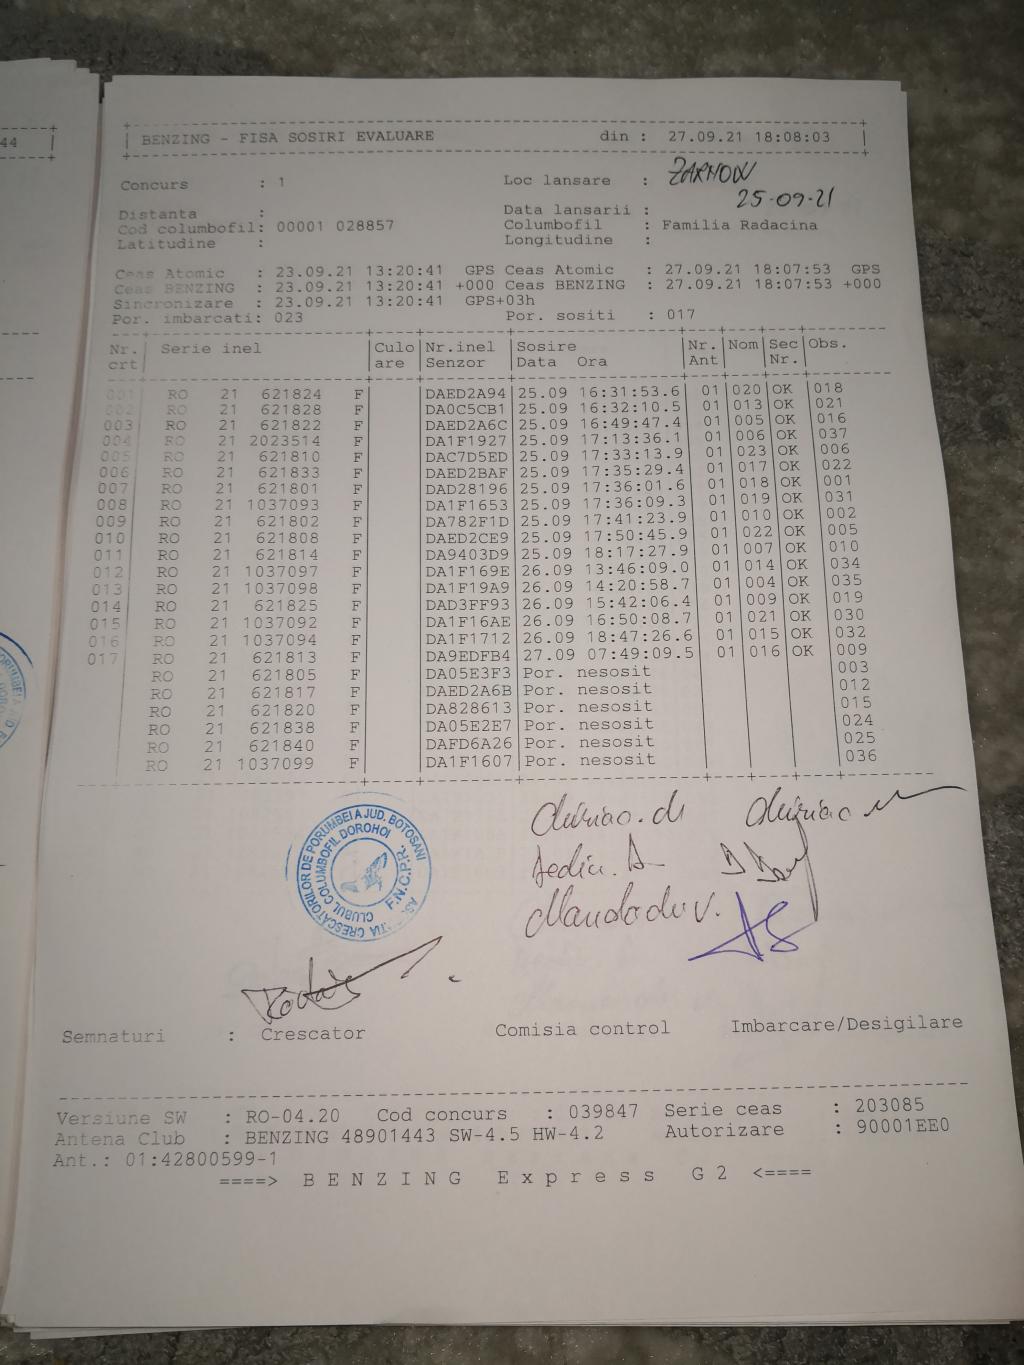 44 |
+--------------------+
| BENZING - FISA SOSIRI EVALUARE din : 27.09.21 18:08:03 |
+--------------------+
Concurs : 1 Loc lansare : ZARNOW
25-09-21
Distanta : Data lansarii :
Cod columbofil: 00001 028857 Columbofil : Familia Radacina
Latitudine : Longitudine :
Ceas Atomic : 23.09.21 13:20:41 GPS Ceas Atomic : 27.09.21 18:07:53 GPS
Ceas BENZING : 23.09.21 13:20:41 +000 Ceas BENZING : 27.09.21 18:07:53 +000
Sincronizare : 23.09.21 13:20:41 GPS+03h
Por. imbarcati: 023 Por. sositi : 017
Nr. | Serie inel |Culo|Nr.inel |Sosire |Nr.|Nom|Sec|Obs.
crt| |are |Senzor |Data Ora |Ant| |Nr.|
001 RO 21 621824 F DAED2A94 25.09 16:31:53.6 01 020 OK 018
002 RO 21 621828 F DA0C5CB1 25.09 16:32:10.5 01 013 OK 021
003 RO 21 621822 F DAED2A6C 25.09 16:49:47.4 01 005 OK 016
004 RO 21 2023514 F DA1F1927 25.09 17:13:36.1 01 006 OK 037
005 RO 21 621810 F DAC7D5ED 25.09 17:33:13.9 01 023 OK 006
006 RO 21 621833 F DAED2BAF 25.09 17:35:29.4 01 017 OK 022
007 RO 21 621801 F DAD28196 25.09 17:36:01.6 01 018 OK 001
008 RO 21 1037093 F DA1F1653 25.09 17:36:09.3 01 019 OK 031
009 RO 21 621802 F DA782F1D 25.09 17:41:23.9 01 010 OK 002
010 RO 21 621808 F DAED2CE9 25.09 17:50:45.9 01 022 OK 005
011 RO 21 621814 F DA9403D9 25.09 18:17:27.9 01 007 OK 010
012 RO 21 1037097 F DA1F169E 26.09 13:46:09.0 01 014 OK 034
013 RO 21 1037098 F DA1F19A9 26.09 14:20:58.7 01 004 OK 035
014 RO 21 621825 F DAD3FF93 26.09 15:42:06.4 01 009 OK 019
015 RO 21 1037092 F DA1F16AE 26.09 16:50:08.7 01 021 OK 030
016 RO 21 1037094 F DA1F1712 26.09 18:47:26.6 01 015 OK 032
017 RO 21 621813 F DA9EDFB4 27.09 07:49:09.5 01 016 OK 009
RO 21 621805 F DA05E3F3 Por. nesosit 003
RO 21 621817 F DAED2A6B Por. nesosit 012
RO 21 621820 F DA828613 Por. nesosit 015
RO 21 621838 F DA05E2E7 Por. nesosit 024
RO 21 621840 F DAFD6A26 Por. nesosit 025
RO 21 1037099 F DA1F1607 Por. nesosit 036
CRESCATORILOR DE PORUMBEI A JUD. BOTOSANI
CLUBUL COLUMBOFIL DOROHOI
F.N.C.P.R.
Semnaturi : Crescator Comisia control Imbarcare/Desigilare
Versiune SW : RO-04.20 Cod concurs : 039847 Serie ceas : 203085
Antena Club : BENZING 48901443 SW-4.5 HW-4.2 Autorizare : 90001EE0
Ant.: 01:42800599-1
====> B E N Z I N G E x p r e s s G 2 <====